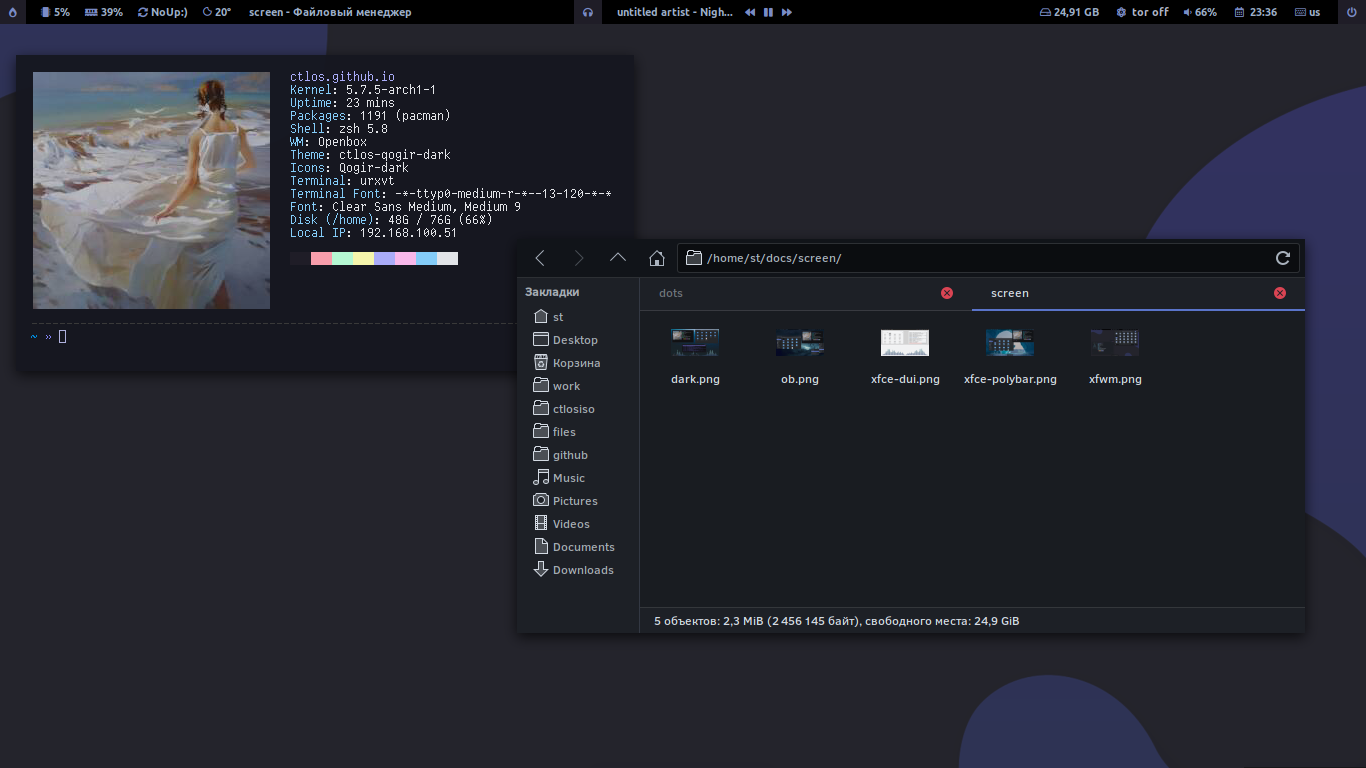 5% 39% NoUp:) 20° screen - Файловый менеджер untitled artist - Nigh... 24,91 GB tor off 66% 23:36 us
ctlos.github.io
Kernel: 5.7.5-arch1-1
Uptime: 23 mins
Packages: 1191 (pacman)
Shell: zsh 5.8
WM: Openbox
Theme: ctlos-qogir-dark
Icons: Qogir-dark
Terminal: urxvt
Terminal Font: -*-ttyp0-medium-r-*--13-120-*-*
Font: Clear Sans Medium, Medium 9
Disk (/home): 48G / 76G (66%)
Local IP: 192.168.100.51
~ »
/home/st/docs/screen/
Закладки
st
Desktop
Корзина
work
ctlosiso
files
github
Music
Pictures
Videos
Documents
Downloads
dots screen
dark.png ob.png xfce-dui.png xfce-polybar.png xfwm.png
5 объектов: 2,3 MiB (2 456 145 байт), свободного места: 24,9 GiB